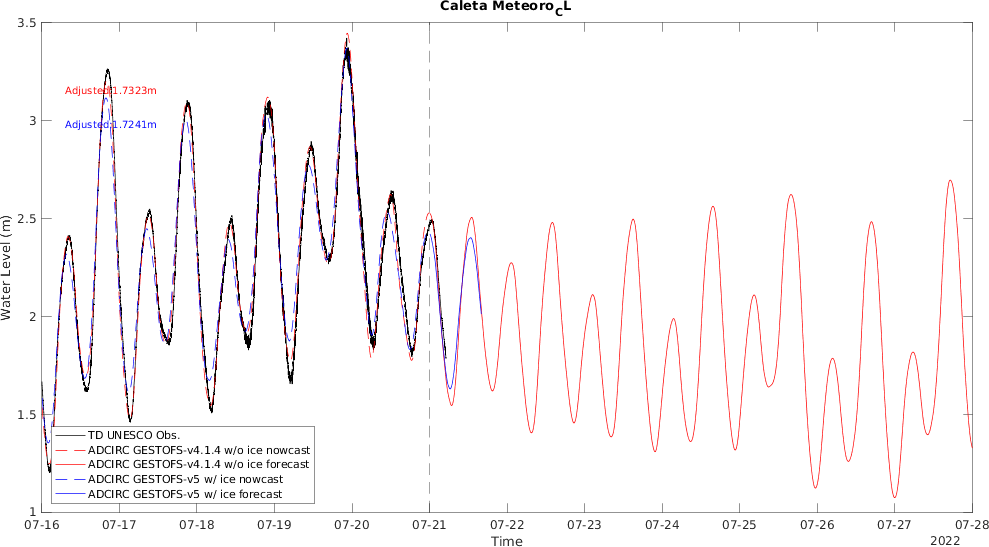 Caleta MeteoroCL
3.5
3
2.5
2
1.5
1
Water Level (m)
Adjusted:1.7323m
Adjusted:1.7241m
TD UNESCO Obs.
ADCIRC GESTOFS-v4.1.4 w/o ice nowcast
ADCIRC GESTOFS-v4.1.4 w/o ice forecast
ADCIRC GESTOFS-v5 w/ ice nowcast
ADCIRC GESTOFS-v5 w/ ice forecast
07-16 07-17 07-18 07-19 07-20 07-21 07-22 07-23 07-24 07-25 07-26 07-27 07-28
Time
2022